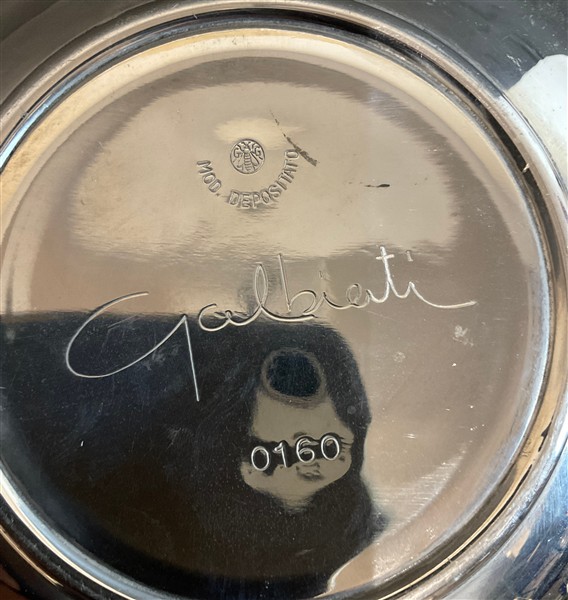 MOD. DEPOSITATO
Galbiati
0160